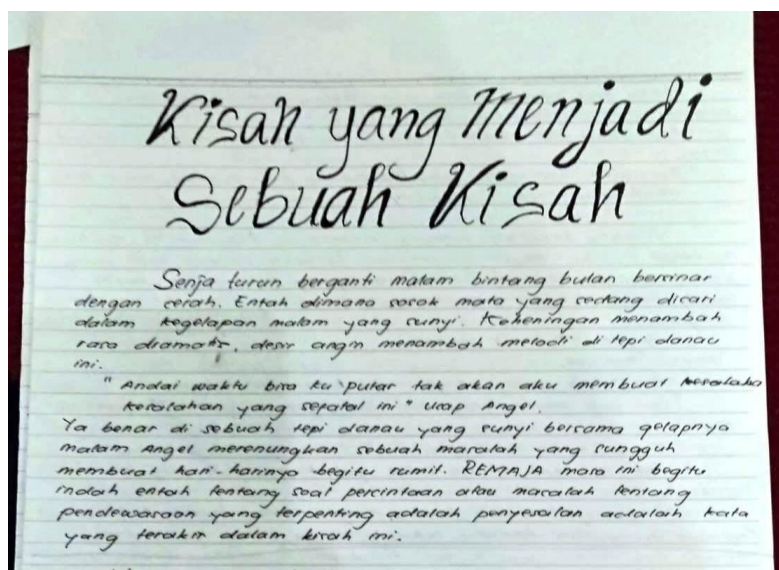 Kisah yang Menjadi
Sebuah Kisah
Senja turun berganti malam bintang bulan bersinar
dengan cerah. Entah dimana sosok mata yang sedang dicari
dalam kegelapan malam yang sunyi. Keheningan menambah
rasa dramatis, desir angin menambah melodi di tepi danau
ini.
"Andai waktu bisa ku putar tak akan aku membuat
kesalahan yang sefatal ini" ucap Angel.
Ya benar di sebuah tepi danau yang sunyi bersama gelapnya
malam Angel merenungkan sebuah masalah yang sungguh
membuat hari-harinya begitu rumit. REMAJA masa ini begitu
indah entah tentang soal percintaan atau masalah tentang
pendewasaan yang terpenting adalah penyesalan adalah kata
yang terakir dalam kisah ini.